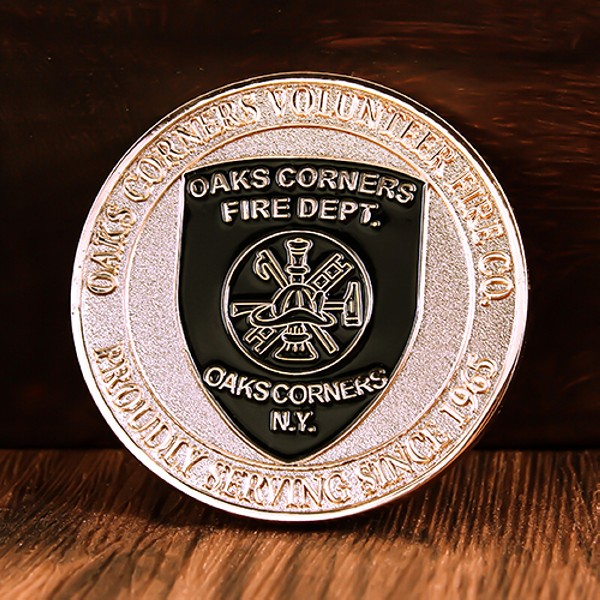 OAKS CORNERS VOLUNTEER FIRE CO.
OAKS CORNERS
FIRE DEPT.
OAKS CORNERS
N.Y.
PROUDLY SERVING SINCE 1965